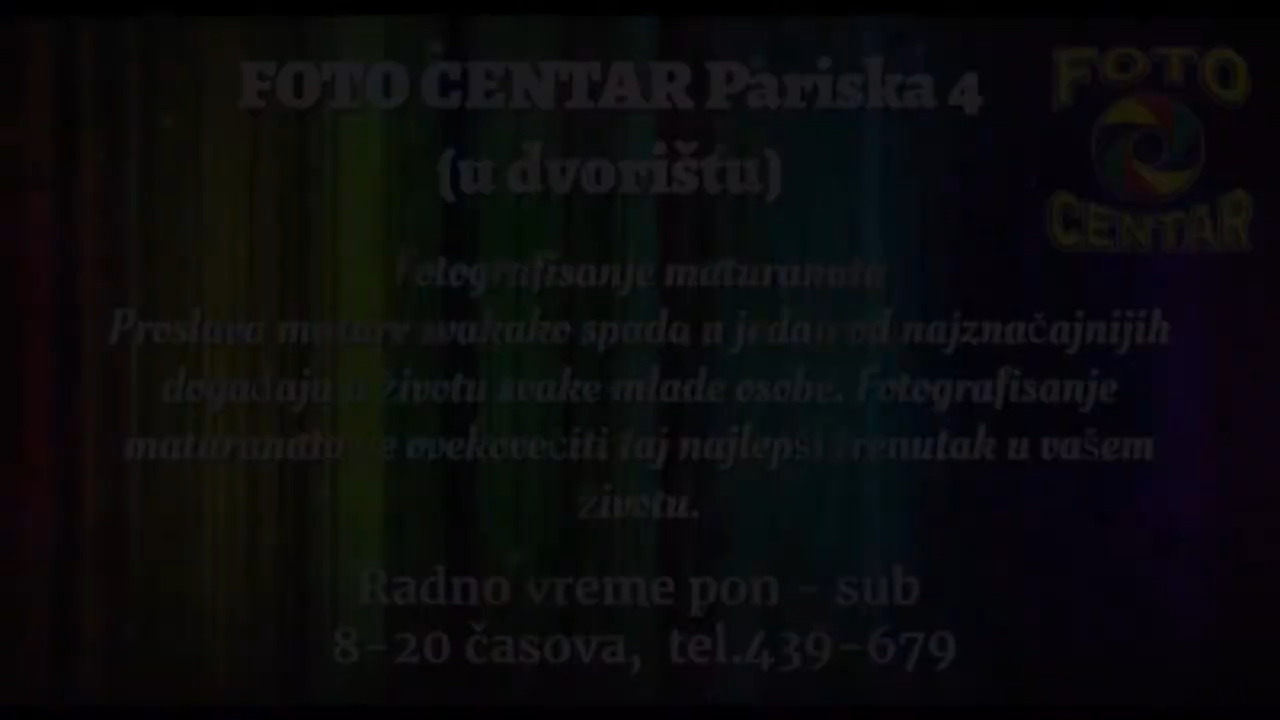 FOTO CENTAR Pariska 4
(u dvorištu)
FOTO
CENTAR
Fotografisanje maturanata
Proslava mature svakako spada u jedan od najznačajnijih
događaja u životu svake mlade osobe. Fotografisanje
maturanata će ovekovečiti taj najlepši trenutak u vašem
životu.
Radno vreme pon - sub
8-20 časova, tel.439-679